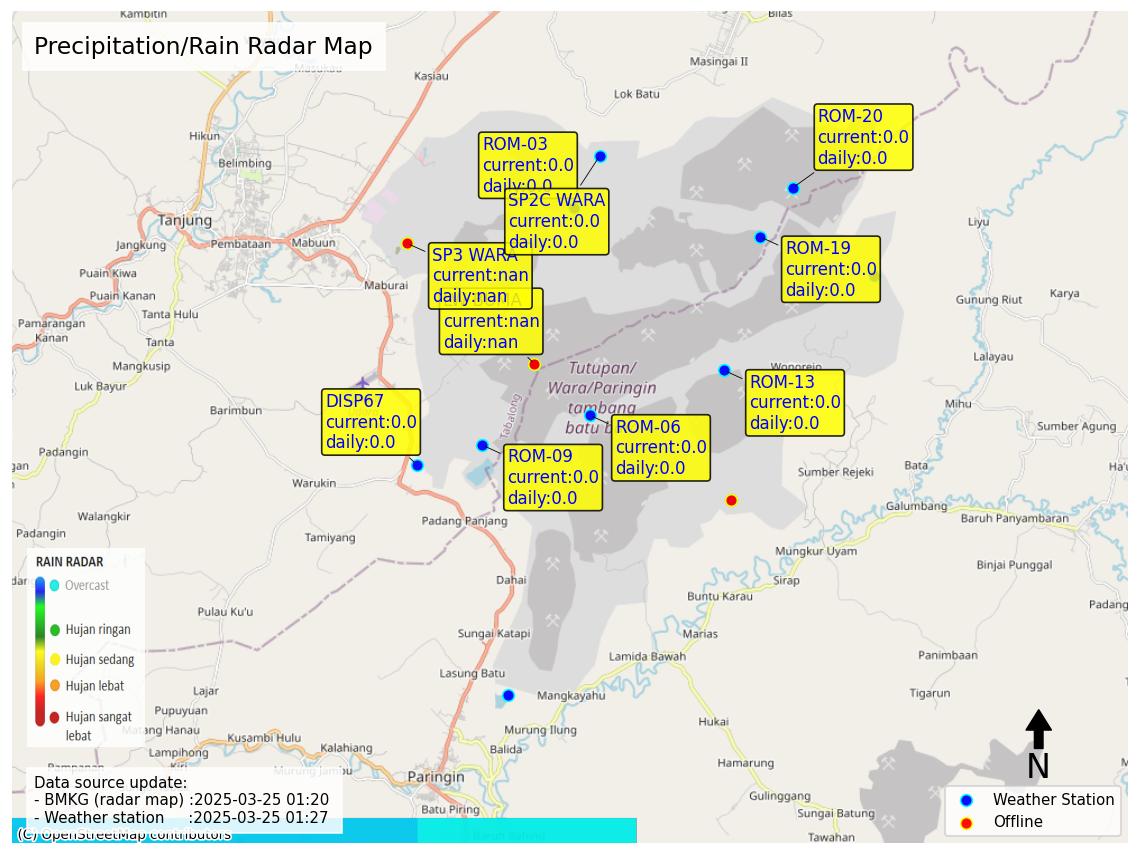 Kambitin
Bilas
Precipitation/Rain Radar Map
Masukau
Kasiau
Masingai II
Lok Batu
Hikun
Belimbing
ROM-03
current:0.0
daily:0.0
ROM-20
current:0.0
daily:0.0
SP2C WARA
current:0.0
daily:0.0
Tanjung
Jangkung
Pembataan
Mabuun
Liyu
SP3 WARA
current:nan
daily:nan
ROM-19
current:0.0
daily:0.0
Puain Kiwa
Maburai
Puain Kanan
Tanta Hulu
Gunung Riut
Karya
current:nan
daily:nan
Pamarangan
Kanan
Tanta
Mangkusip
Luk Bayur
Lalayau
Wonorejo
Tutupan/
Wara/Paringin
tambang
batu b
ROM-13
current:0.0
daily:0.0
DISP67
current:0.0
daily:0.0
Barimbun
Tabalong
ROM-06
current:0.0
daily:0.0
Mihu
Sumber Agung
ROM-09
current:0.0
daily:0.0
Padangin
gan
Warukin
Bata
Sumber Rejeki
Galumbang
Walangkir
Padang Panjang
Baruh Panyambaran
Padangin
Tamiyang
Mungkur Uyam
Binjai Punggal
RAIN RADAR
Overcast
Hujan ringan
Hujan sedang
Hujan lebat
Hujan sangat
lebat
Dahai
Sirap
Buntu Karau
Padang
Pulau Ku'u
Sungai Katapi
Marias
Lamida Bawah
Panimbaan
Lasung Batu
Lajar
Mangkayahu
Tigarun
Pupuyuan
Matang Hanau
Kusambi Hulu
Murung Ilung
Hukai
Lampihong
Kiri
Kalahiang
Balida
Hamarung
Pampanan
Murung Jambu
Paringin
N
Data source update:
- BMKG (radar map) :2025-03-25 01:20
- Weather station :2025-03-25 01:27
Batu Piring
Gulinggang
Weather Station
Offline
Sungai Batung
Tawahan
(C) OpenStreetMap contributors
Baruh Bahinu